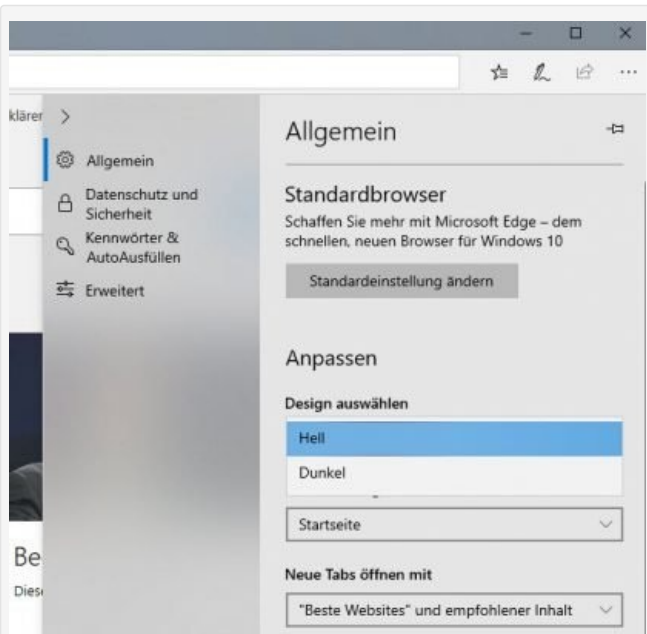 klären
Allgemein
Datenschutz und
Sicherheit
Kennwörter &
AutoAusfüllen
Erweitert
Be
Diese
Allgemein
Standardbrowser
Schaffen Sie mehr mit Microsoft Edge – dem
schnellen, neuen Browser für Windows 10
Standardeinstellung ändern
Anpassen
Design auswählen
Hell
Dunkel
Startseite
Neue Tabs öffnen mit
"Beste Websites" und empfohlener Inhalt